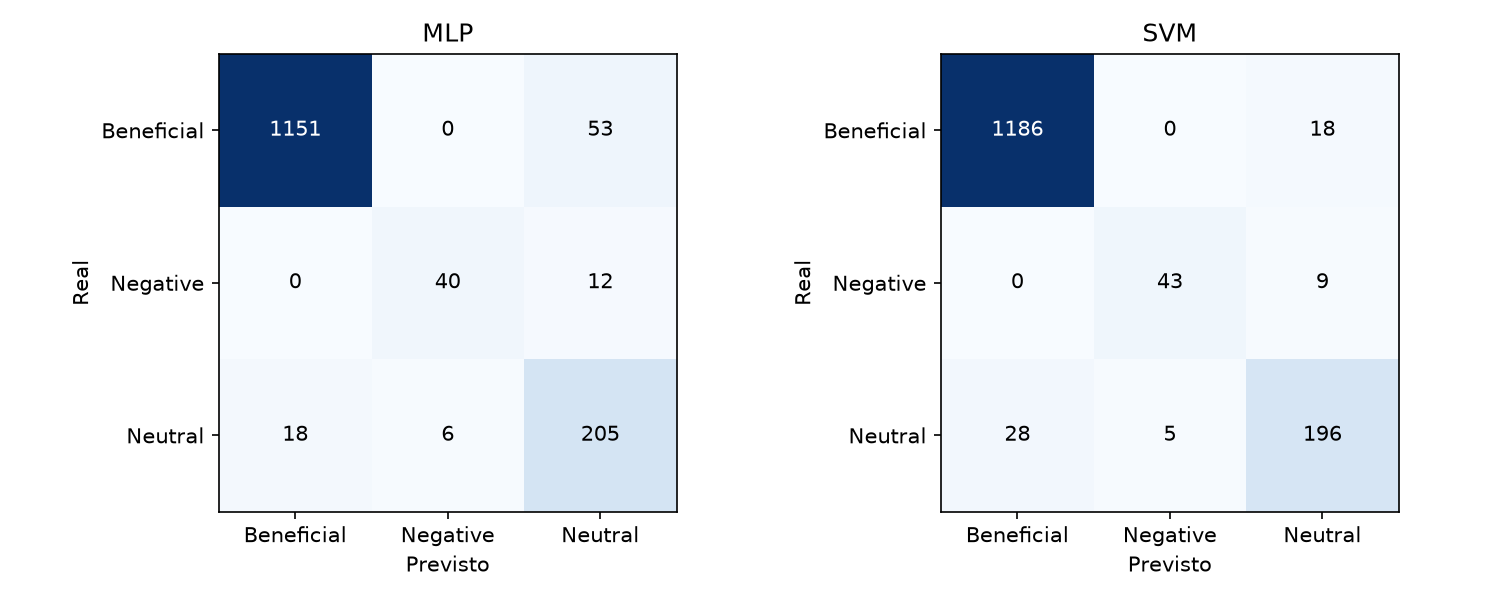 MLP
Beneficial 1151 0 53
Negative 0 40 12
Neutral 18 6 205
Real
Beneficial Negative Neutral
Previsto
SVM
Beneficial 1186 0 18
Negative 0 43 9
Neutral 28 5 196
Real
Beneficial Negative Neutral
Previsto